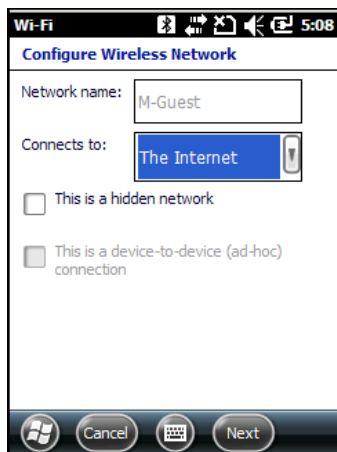 Wi-Fi 5:08
Configure Wireless Network
Network name: M-Guest
Connects to: The Internet
This is a hidden network
This is a device-to-device (ad-hoc)
connection
Cancel Next